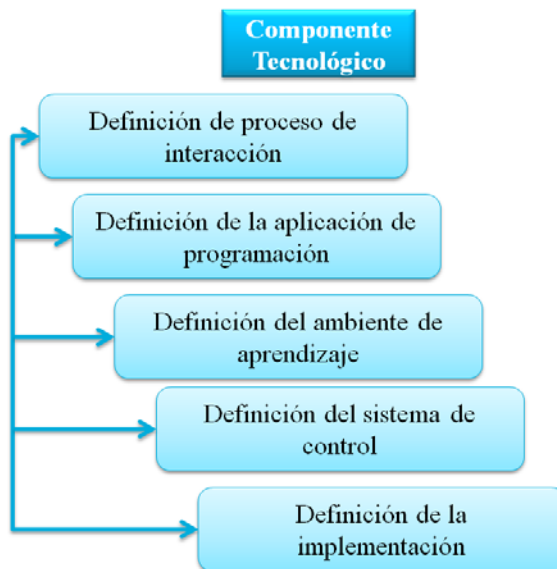 Componente
Tecnológico
Definición de proceso de
interacción
Definición de la aplicación de
programación
Definición del ambiente de
aprendizaje
Definición del sistema de
control
Definición de la
implementación